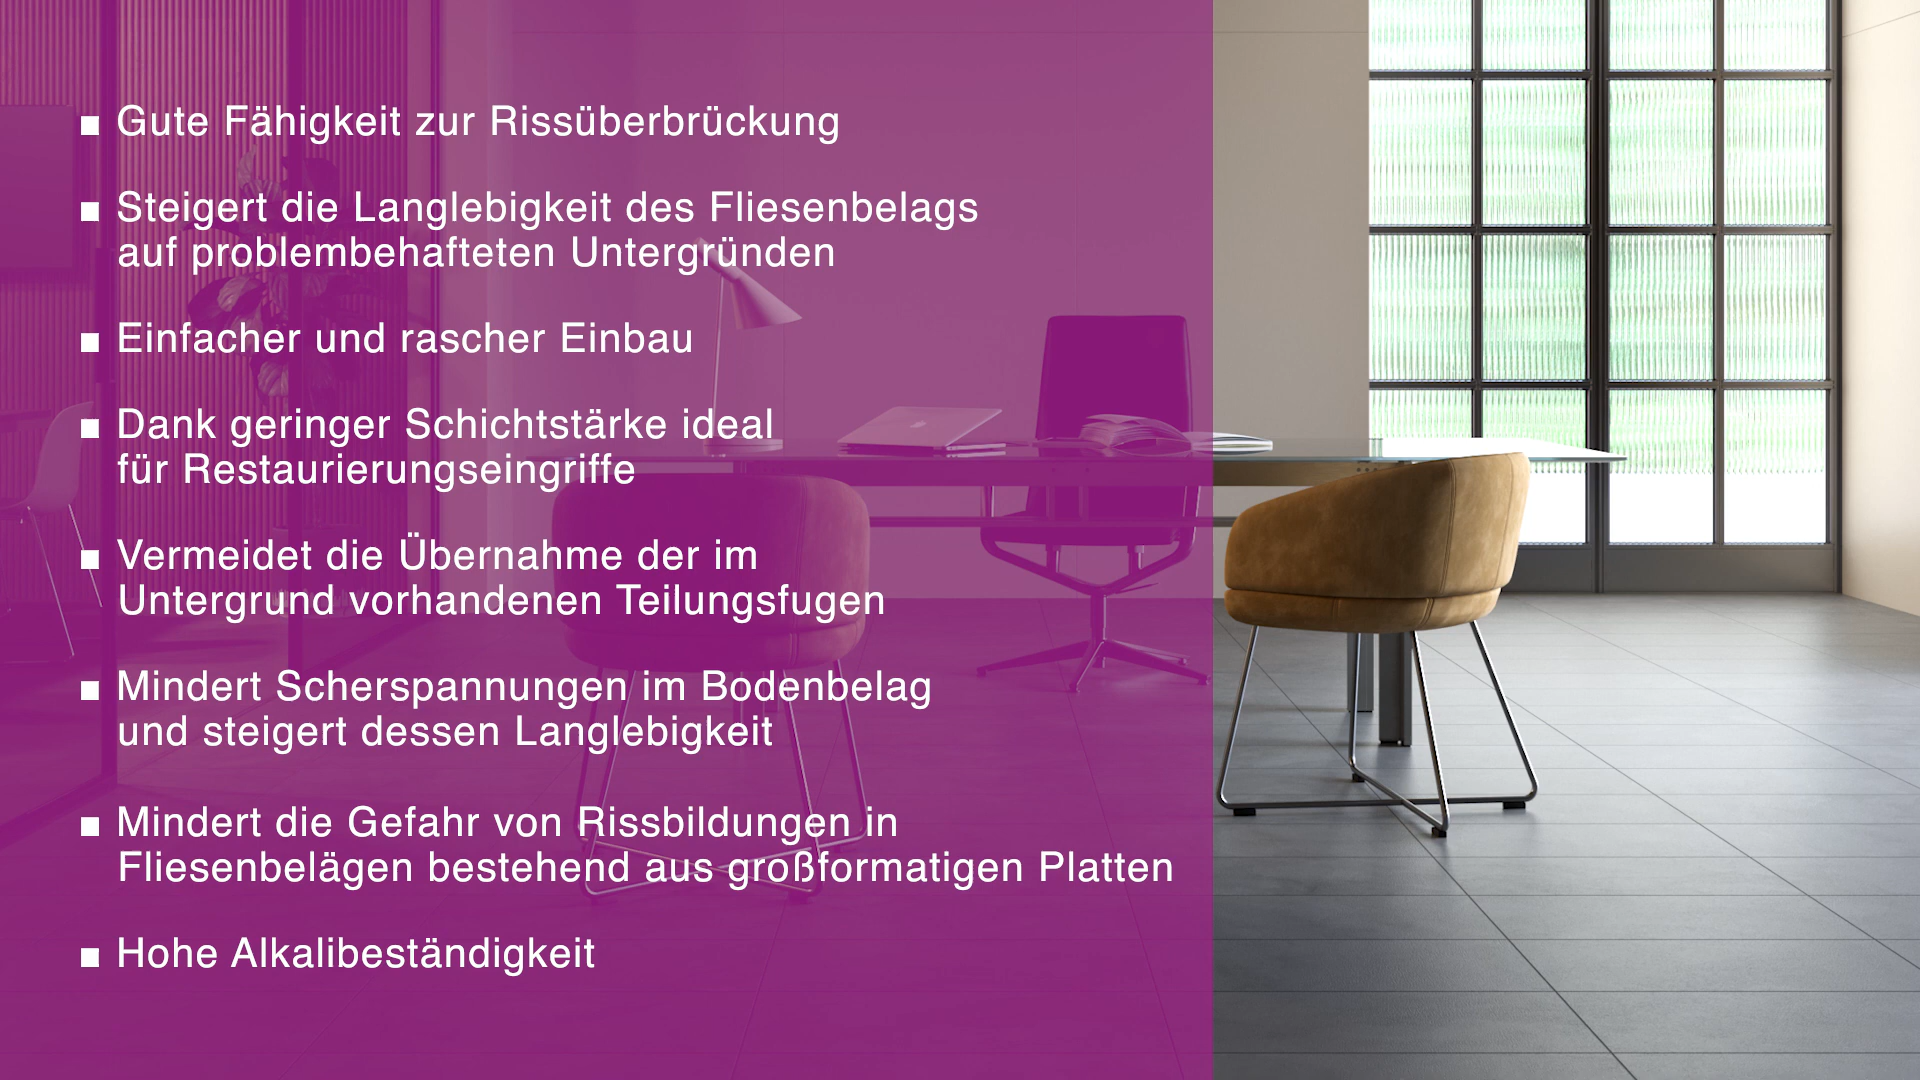 ▪ Gute Fähigkeit zur Rissüberbrückung
▪ Steigert die Langlebigkeit des Fliesenbelags
auf problembehafteten Untergründen
▪ Einfacher und rascher Einbau
▪ Dank geringer Schichtstärke ideal
für Restaurierungseingriffe
▪ Vermeidet die Übernahme der im
Untergrund vorhandenen Teilungsfugen
▪ Mindert Scherspannungen im Bodenbelag
und steigert dessen Langlebigkeit
▪ Mindert die Gefahr von Rissbildungen in
Fliesenbelägen bestehend aus großformatigen Platten
▪ Hohe Alkalibeständigkeit